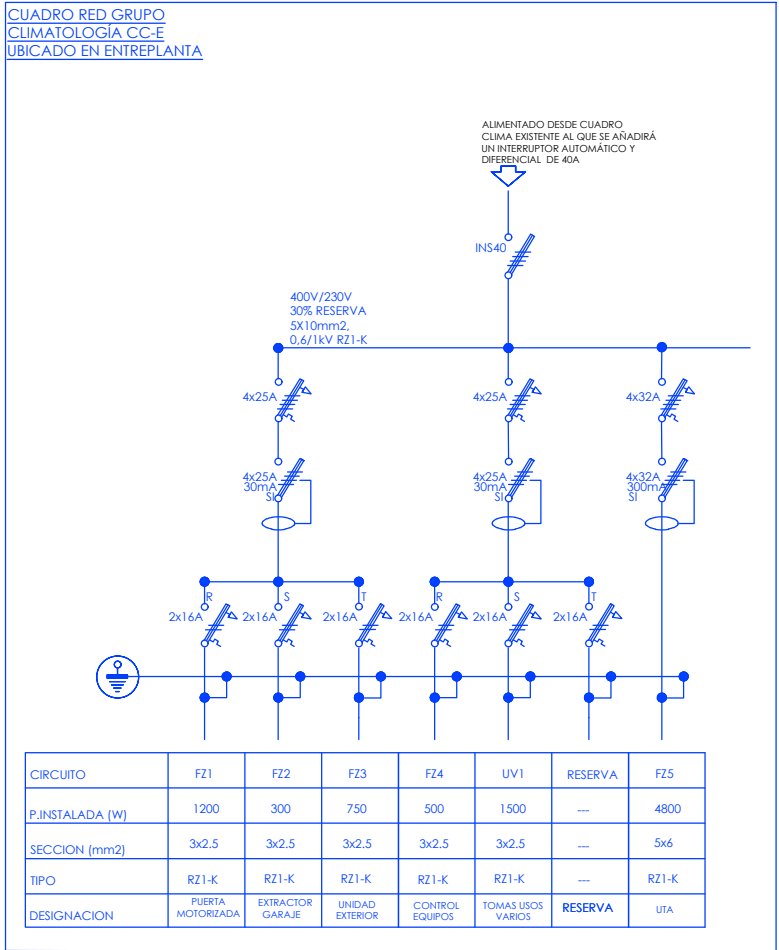 CUADRO RED GRUPO
CLIMATOLOGÍA CC-E
UBICADO EN ENTREPLANTA
ALIMENTADO DESDE CUADRO
CLIMA EXISTENTE AL QUE SE AÑADIRÁ
UN INTERRUPTOR AUTOMÁTICO Y
DIFERENCIAL DE 40A
INS40
400V/230V
30% RESERVA
5X10mm2,
0,6/1kV RZ1-K
4x25A 4x25A 4x32A
4x25A 4x25A 4x32A
30mA 30mA 300mA
SI SI SI
R S T R S T
2x16A 2x16A 2x16A 2x16A 2x16A 2x16A
CIRCUITO FZ1 FZ2 FZ3 FZ4 UV1 RESERVA FZ5
P.INSTALADA (W) 1200 300 750 500 1500 --- 4800
SECCION (mm2) 3x2.5 3x2.5 3x2.5 3x2.5 3x2.5 --- 5x6
TIPO RZ1-K RZ1-K RZ1-K RZ1-K RZ1-K --- RZ1-K
PUERTA EXTRACTOR UNIDAD CONTROL TOMAS USOS
DESIGNACION MOTORIZADA GARAJE EXTERIOR EQUIPOS VARIOS RESERVA UTA